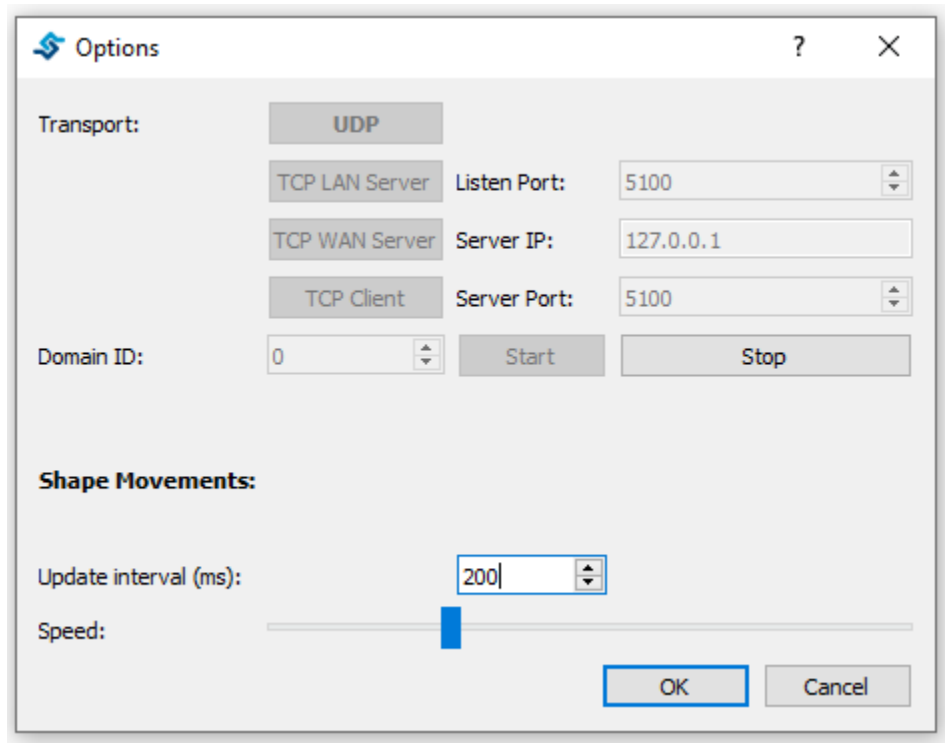 Options ?
Transport: UDP
TCP LAN Server Listen Port: 5100
TCP WAN Server Server IP: 127.0.0.1
TCP Client Server Port: 5100
Domain ID: 0 Start Stop
Shape Movements:
Update interval (ms): 200
Speed:
OK Cancel